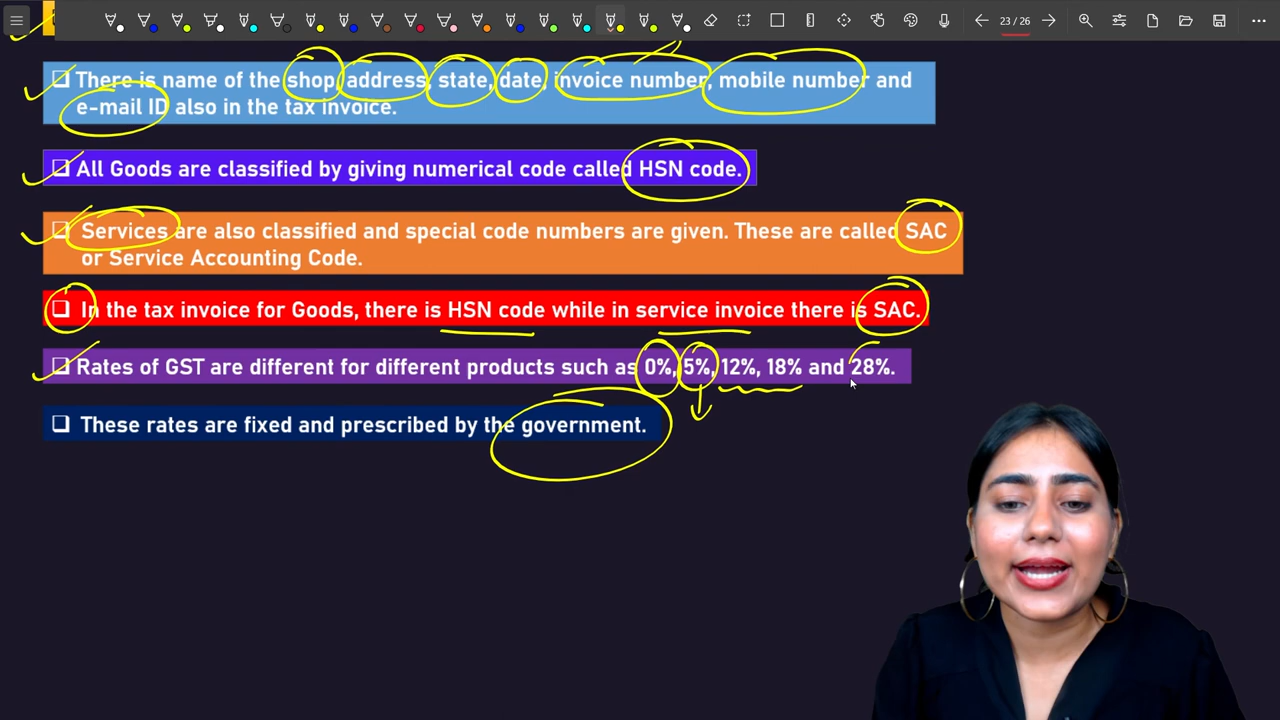 23 / 26
There is name of the shop, address, state, date, invoice number, mobile number and
e-mail ID also in the tax invoice.
All Goods are classified by giving numerical code called HSN code.
Services are also classified and special code numbers are given. These are called SAC
or Service Accounting Code.
In the tax invoice for Goods, there is HSN code while in service invoice there is SAC.
Rates of GST are different for different products such as 0%, 5%, 12%, 18% and 28%.
These rates are fixed and prescribed by the government.